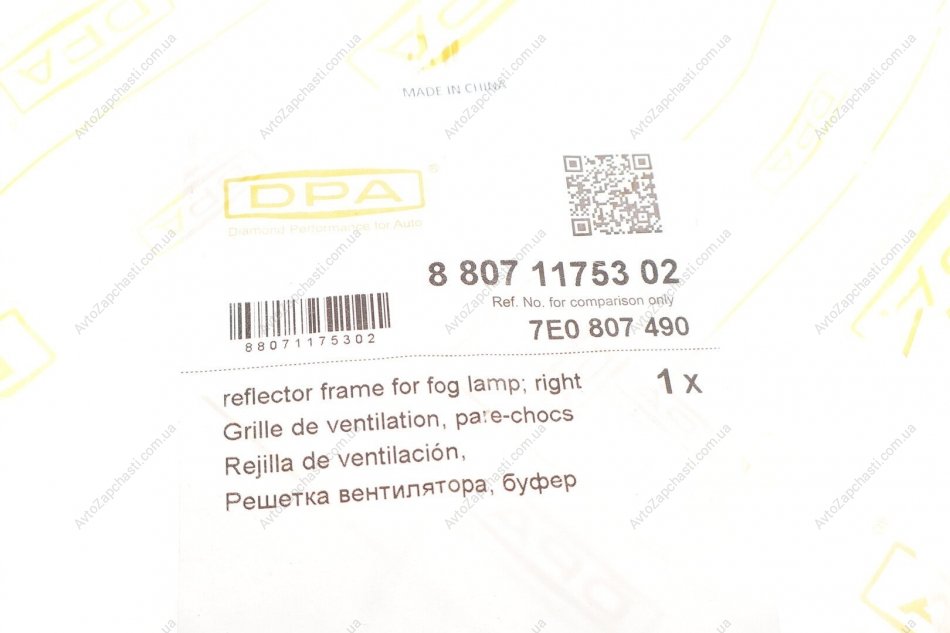 MADE IN CHINA
DPA®
Diamond Performance for Auto
8 807 11753 02
Ref. No. for comparison only
7E0 807 490
88071175302
reflector frame for fog lamp; right 1 x
Grille de ventilation, pare-chocs
Rejilla de ventilación,
Решетка вентилятора, буфер
AvtoZapchasti.com.ua